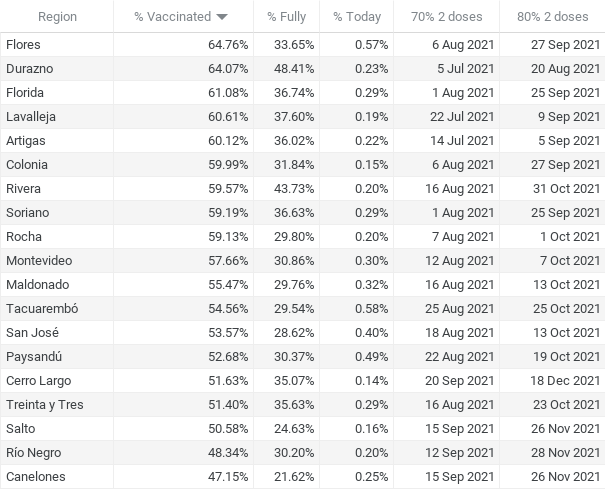 Region % Vaccinated % Fully % Today 70% 2 doses 80% 2 doses
Flores 64.76% 33.65% 0.57% 6 Aug 2021 27 Sep 2021
Durazno 64.07% 48.41% 0.23% 5 Jul 2021 20 Aug 2021
Florida 61.08% 36.74% 0.29% 1 Aug 2021 25 Sep 2021
Lavalleja 60.61% 37.60% 0.19% 22 Jul 2021 9 Sep 2021
Artigas 60.12% 36.02% 0.22% 14 Jul 2021 5 Sep 2021
Colonia 59.99% 31.84% 0.15% 6 Aug 2021 27 Sep 2021
Rivera 59.57% 43.73% 0.20% 16 Aug 2021 31 Oct 2021
Soriano 59.19% 36.63% 0.29% 1 Aug 2021 25 Sep 2021
Rocha 59.13% 29.80% 0.20% 7 Aug 2021 1 Oct 2021
Montevideo 57.66% 30.86% 0.30% 12 Aug 2021 7 Oct 2021
Maldonado 55.47% 29.76% 0.32% 16 Aug 2021 13 Oct 2021
Tacuarembó 54.56% 29.54% 0.58% 25 Aug 2021 25 Oct 2021
San José 53.57% 28.62% 0.40% 18 Aug 2021 13 Oct 2021
Paysandú 52.68% 30.37% 0.49% 22 Aug 2021 19 Oct 2021
Cerro Largo 51.63% 35.07% 0.14% 20 Sep 2021 18 Dec 2021
Treinta y Tres 51.40% 35.63% 0.29% 16 Aug 2021 23 Oct 2021
Salto 50.58% 24.63% 0.16% 15 Sep 2021 26 Nov 2021
Río Negro 48.34% 30.20% 0.20% 12 Sep 2021 28 Nov 2021
Canelones 47.15% 21.62% 0.25% 15 Sep 2021 26 Nov 2021